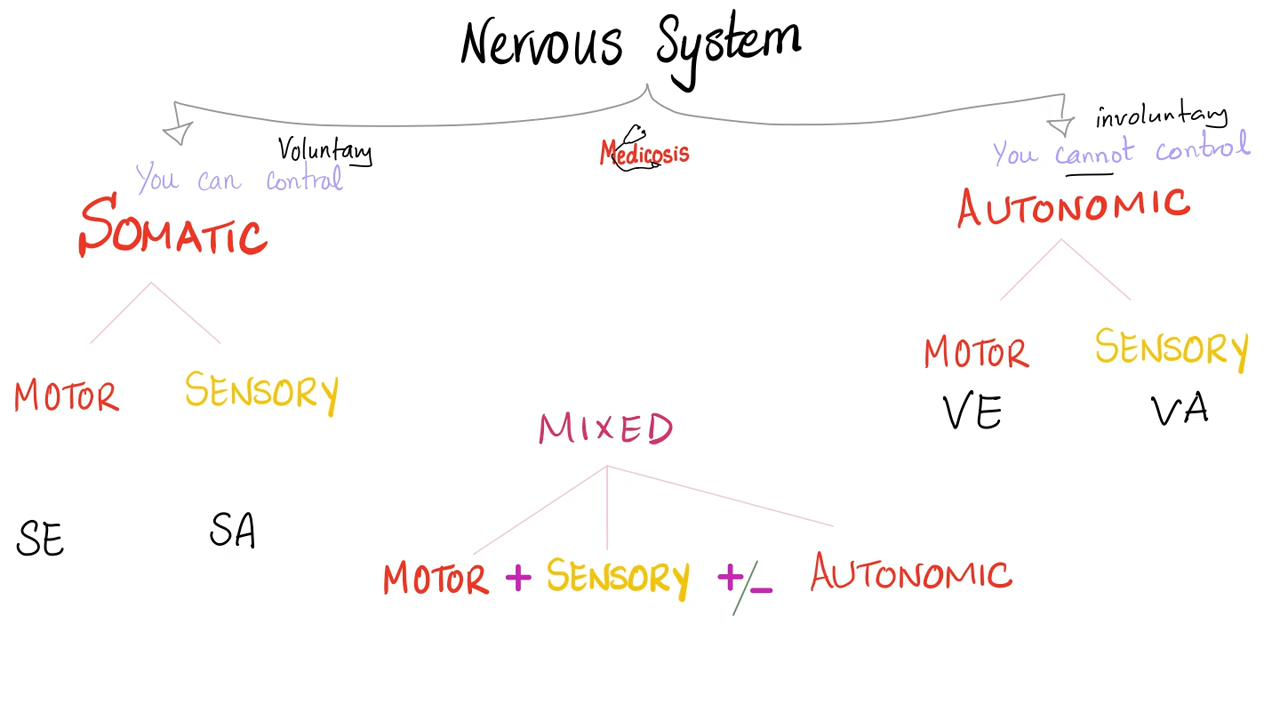 Nervous System
Voluntary
You can control
SOMATIC
MOTOR SENSORY
SE SA
Medicosis
involuntary
You cannot control
AUTONOMIC
MOTOR SENSORY
VE VA
MIXED
MOTOR + SENSORY +/- AUTONOMIC